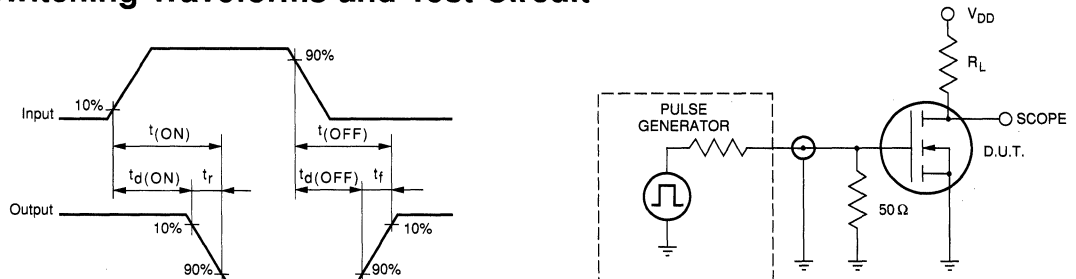 Switching Waveforms and Test Circuit
90%
10%
Input
t(ON)
t(OFF)
td(ON)
tr
td(OFF)
tf
Output
10%
10%
90%
90%
VDD
RL
PULSE
GENERATOR
SCOPE
D.U.T.
50Ω